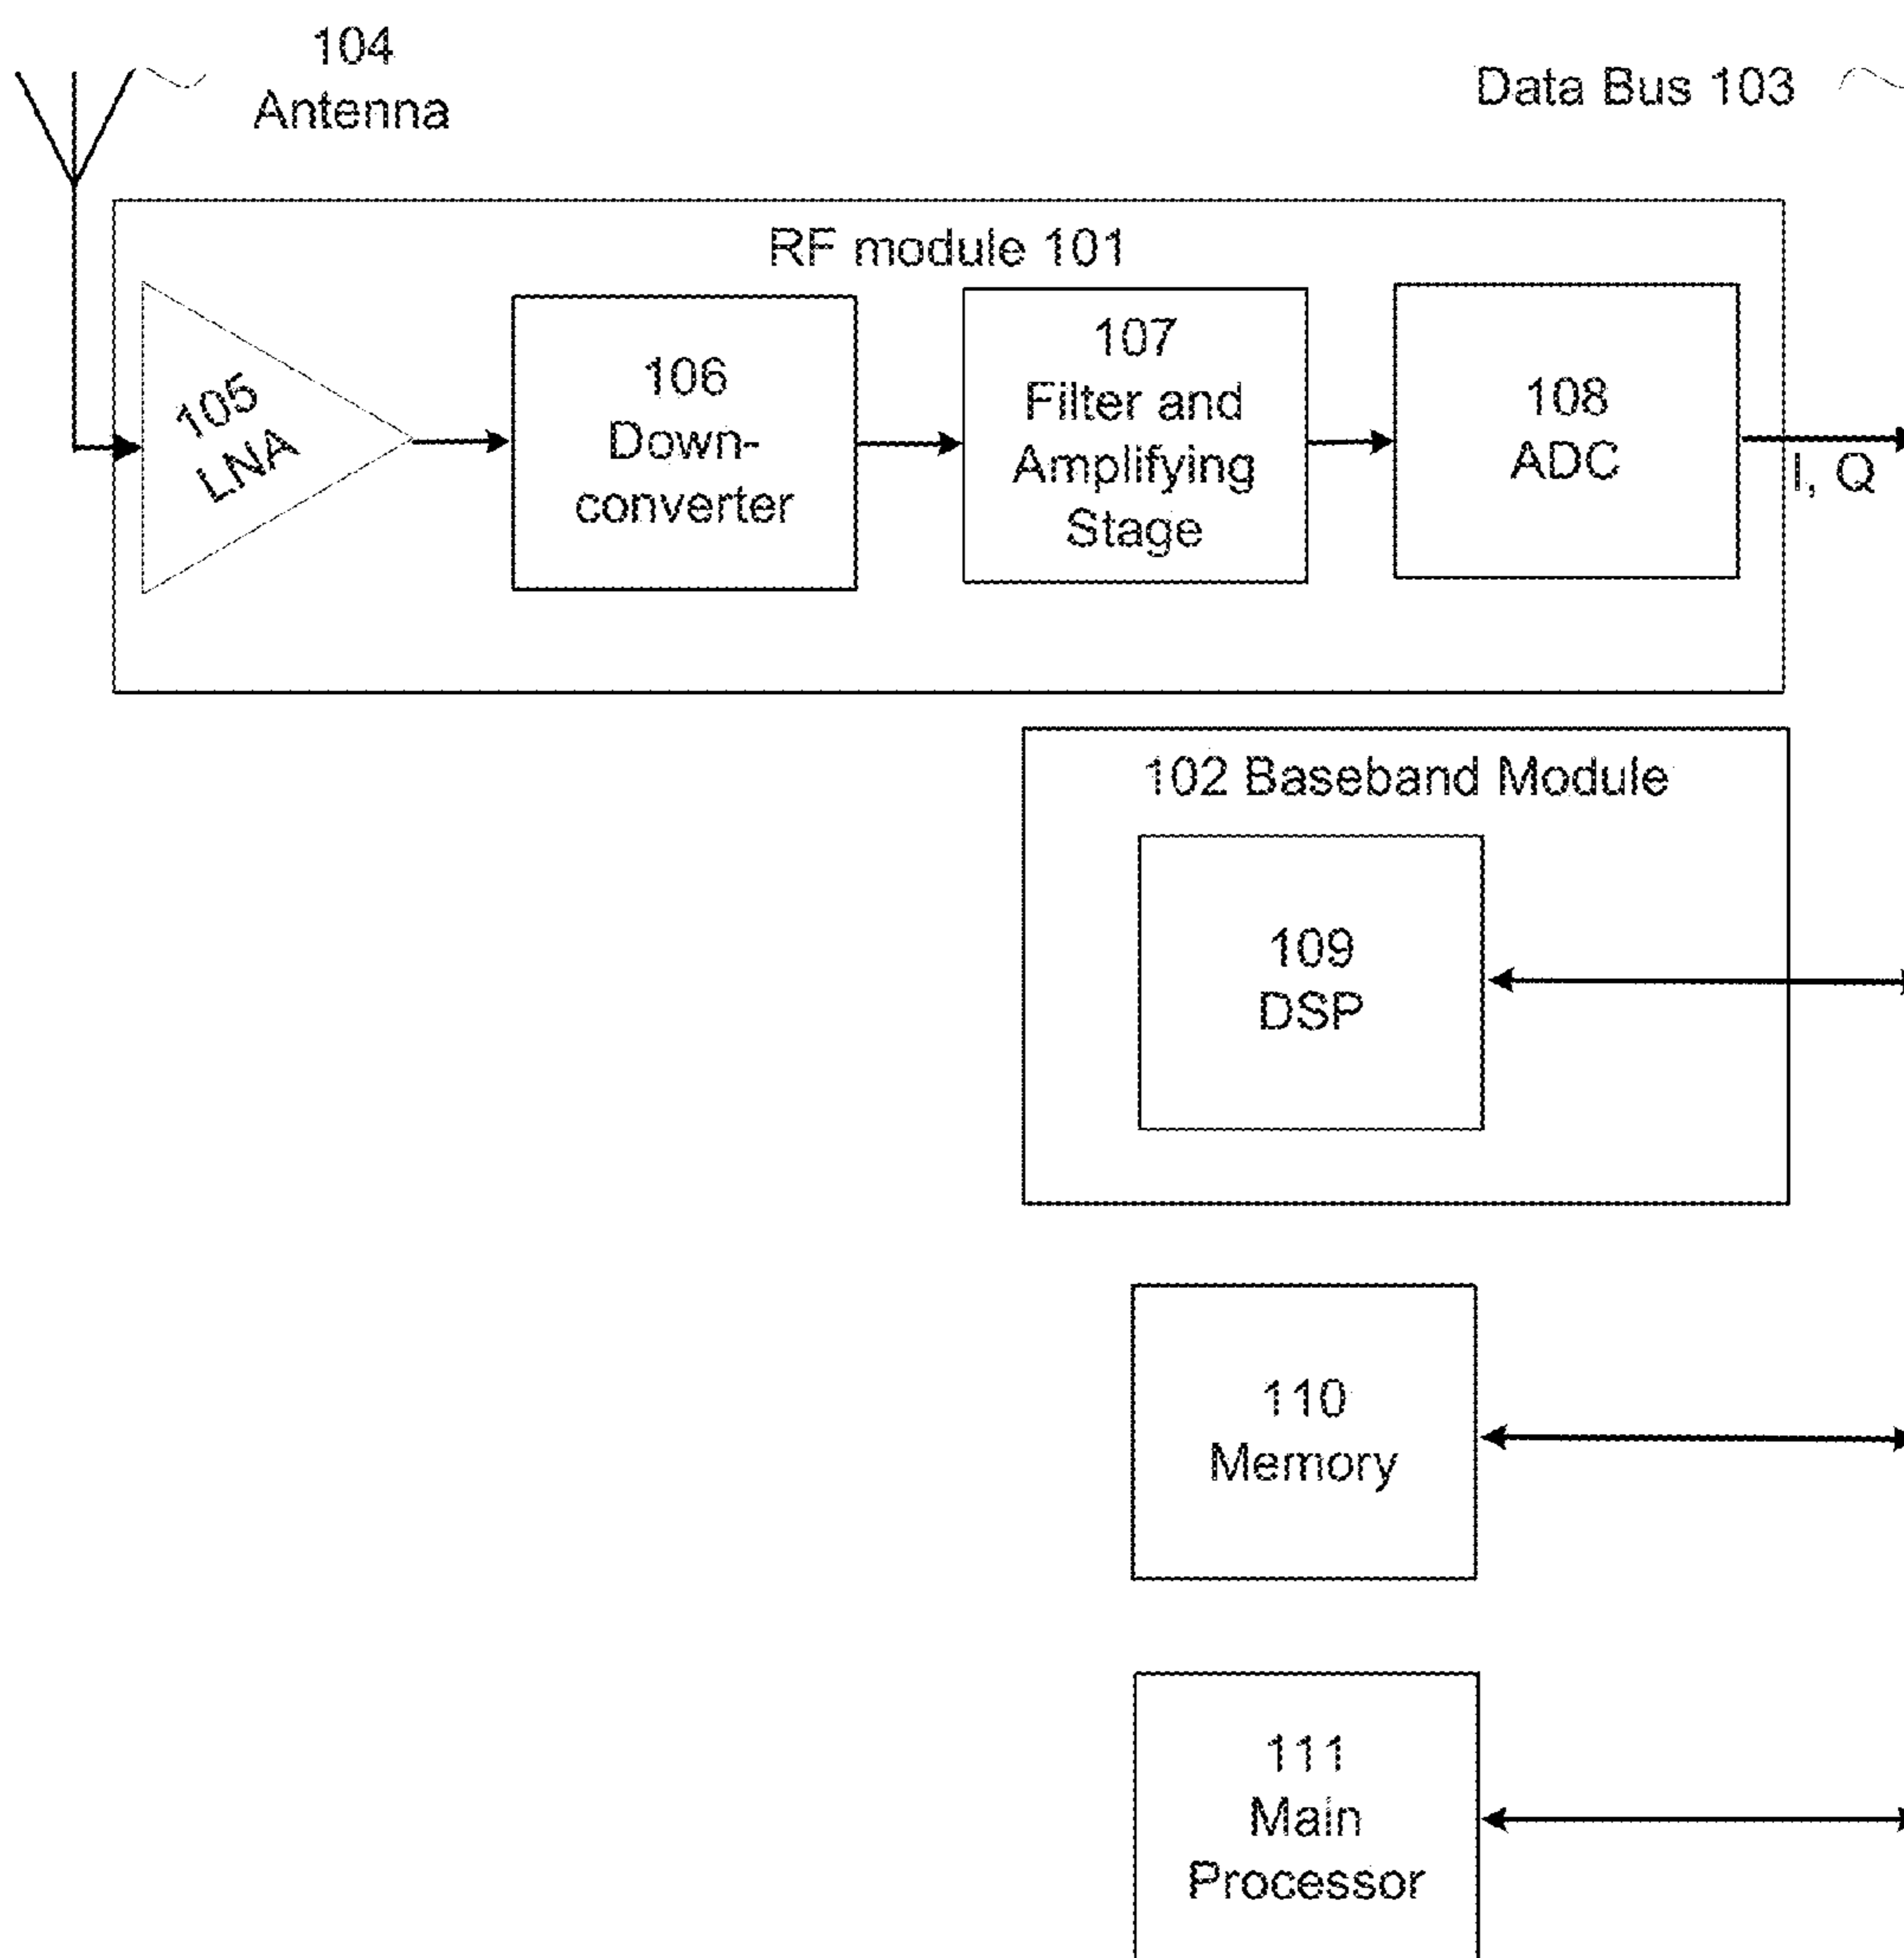 104
Antenna
Data Bus 103
RF module 101
105
LNA
106
Down-
converter
107
Filter and
Amplifying
Stage
108
ADC
I, Q
102 Baseband Module
109
DSP
110
Memory
111
Main
Processor